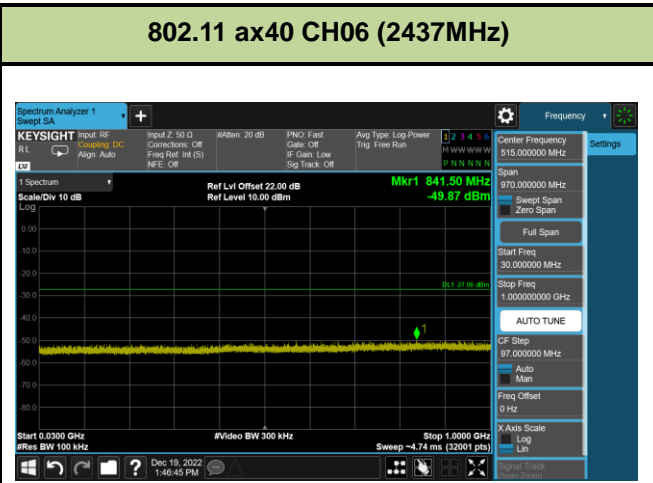 802.11 ax40 CH06 (2437MHz)
Spectrum Analyzer 1
Swept SA
Frequency
KEYSIGHT
RL
LXI
Input: RF
Coupling: DC
Align: Auto
Input Z: 50 Ω
Corrections: Off
Freq Ref: Int (S)
NFE: Off
#Atten: 20 dB
PNO: Fast
Gate: Off
IF Gain: Low
Sig Track: Off
Avg Type: Log-Power
Trig: Free Run
1 2 3 4 5 6
M W W W W W
P N N N N N
Center Frequency
515.000000 MHz
Settings
1 Spectrum
Scale/Div 10 dB
Log
Ref Lvl Offset 22.00 dB
Ref Level 10.00 dBm
Mkr1 841.50 MHz
-49.87 dBm
Span
970.000000 MHz
Swept Span
Zero Span
Full Span
Start Freq
30.000000 MHz
Stop Freq
1.000000000 GHz
AUTO TUNE
CF Step
97.000000 MHz
Auto
Man
Freq Offset
0 Hz
X Axis Scale
Log
Lin
Signal Track
(Span Zoom)
0.00
-10.0
-20.0
DL1 -27.06 dBm
-30.0
-40.0
1
-50.0
-60.0
-70.0
-80.0
Start 0.0300 GHz
#Res BW 100 kHz
#Video BW 300 kHz
Stop 1.0000 GHz
Sweep ~4.74 ms (32001 pts)
?
Dec 19, 2022
1:46:45 PM